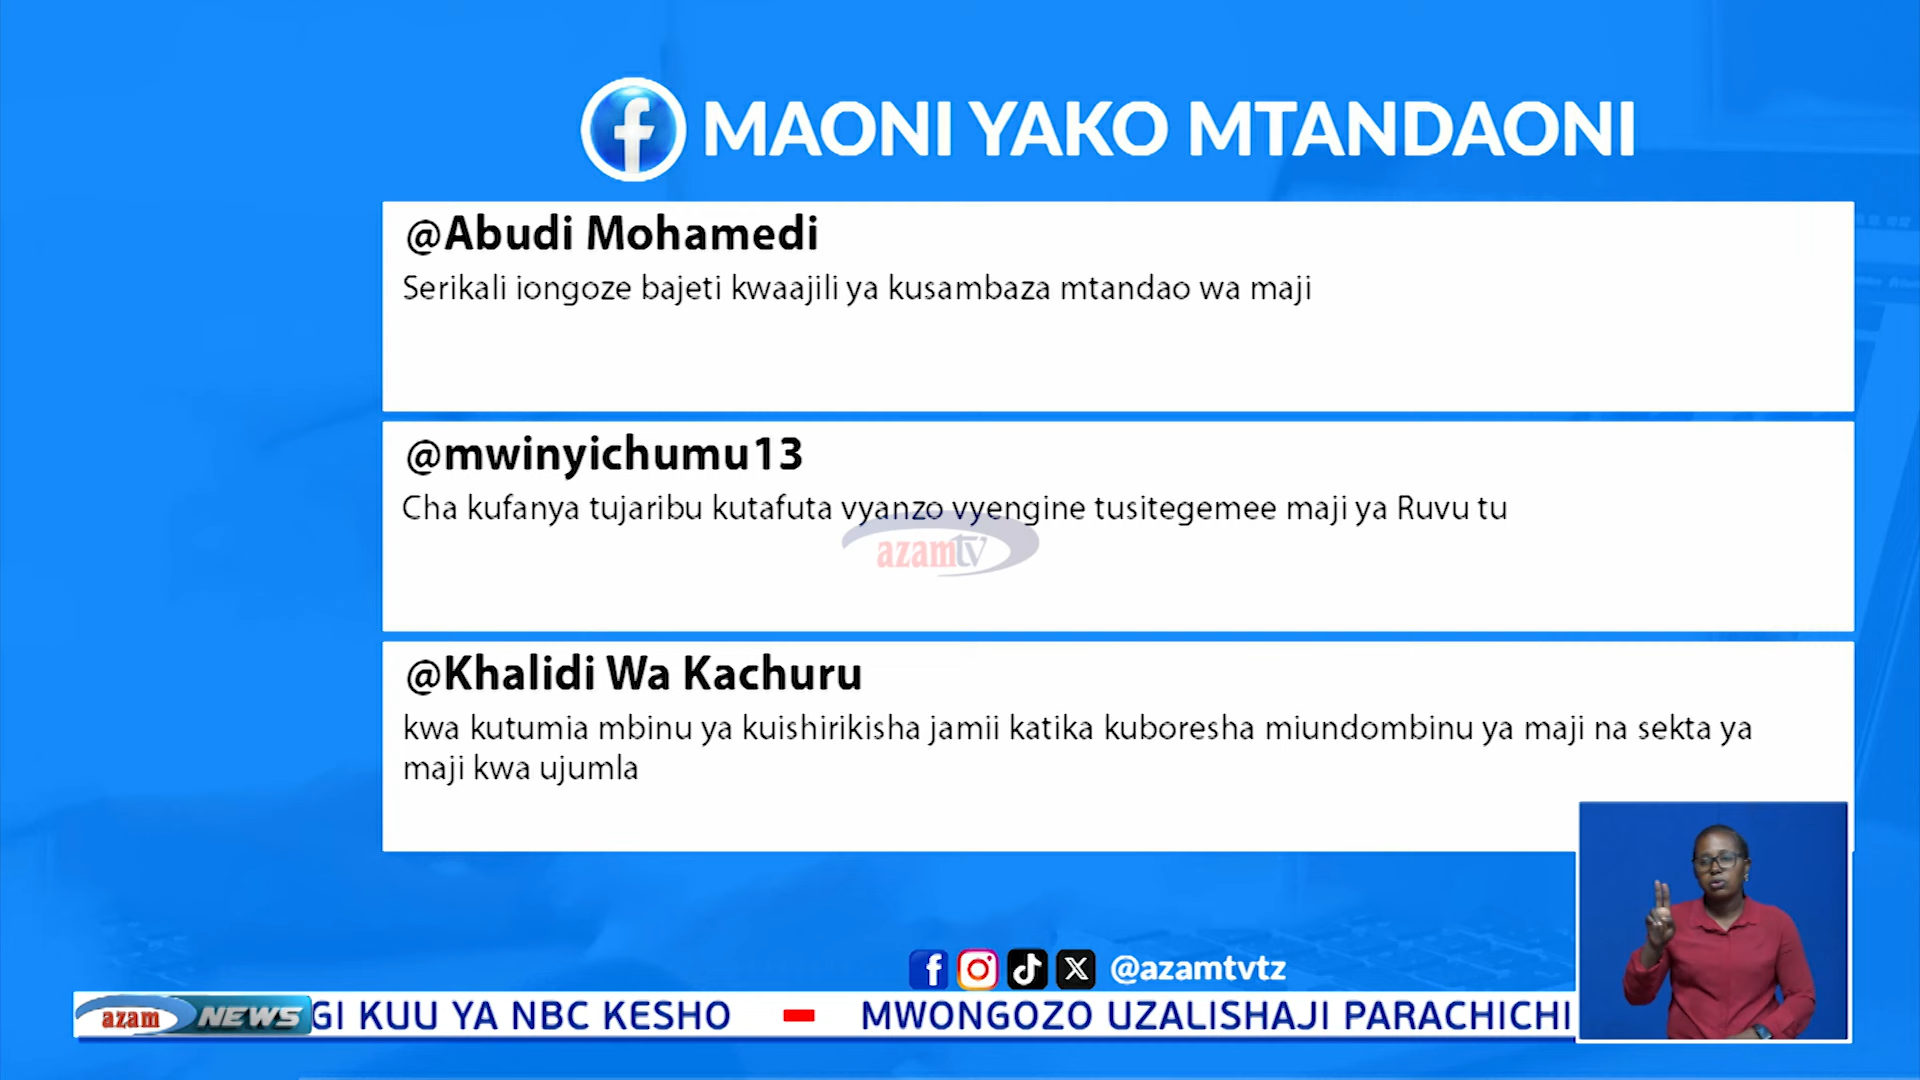 MAONI YAKO MTANDAONI
@Abudi Mohamedi
Serikali iongoze bajeti kwaajili ya kusambaza mtandao wa maji
@mwinyichumu13
Cha kufanya tujaribu kutafuta vyanzo vyengine tusitegemee maji ya Ruvu tu
azamtv
@Khalidi Wa Kachuru
kwa kutumia mbinu ya kuishirikisha jamii katika kuboresha miundombinu ya maji na sekta ya
maji kwa ujumla
@azamtvtz
azam NEWS GI KUU YA NBC KESHO - MWONGOZO UZALISHAJI PARACHICHI